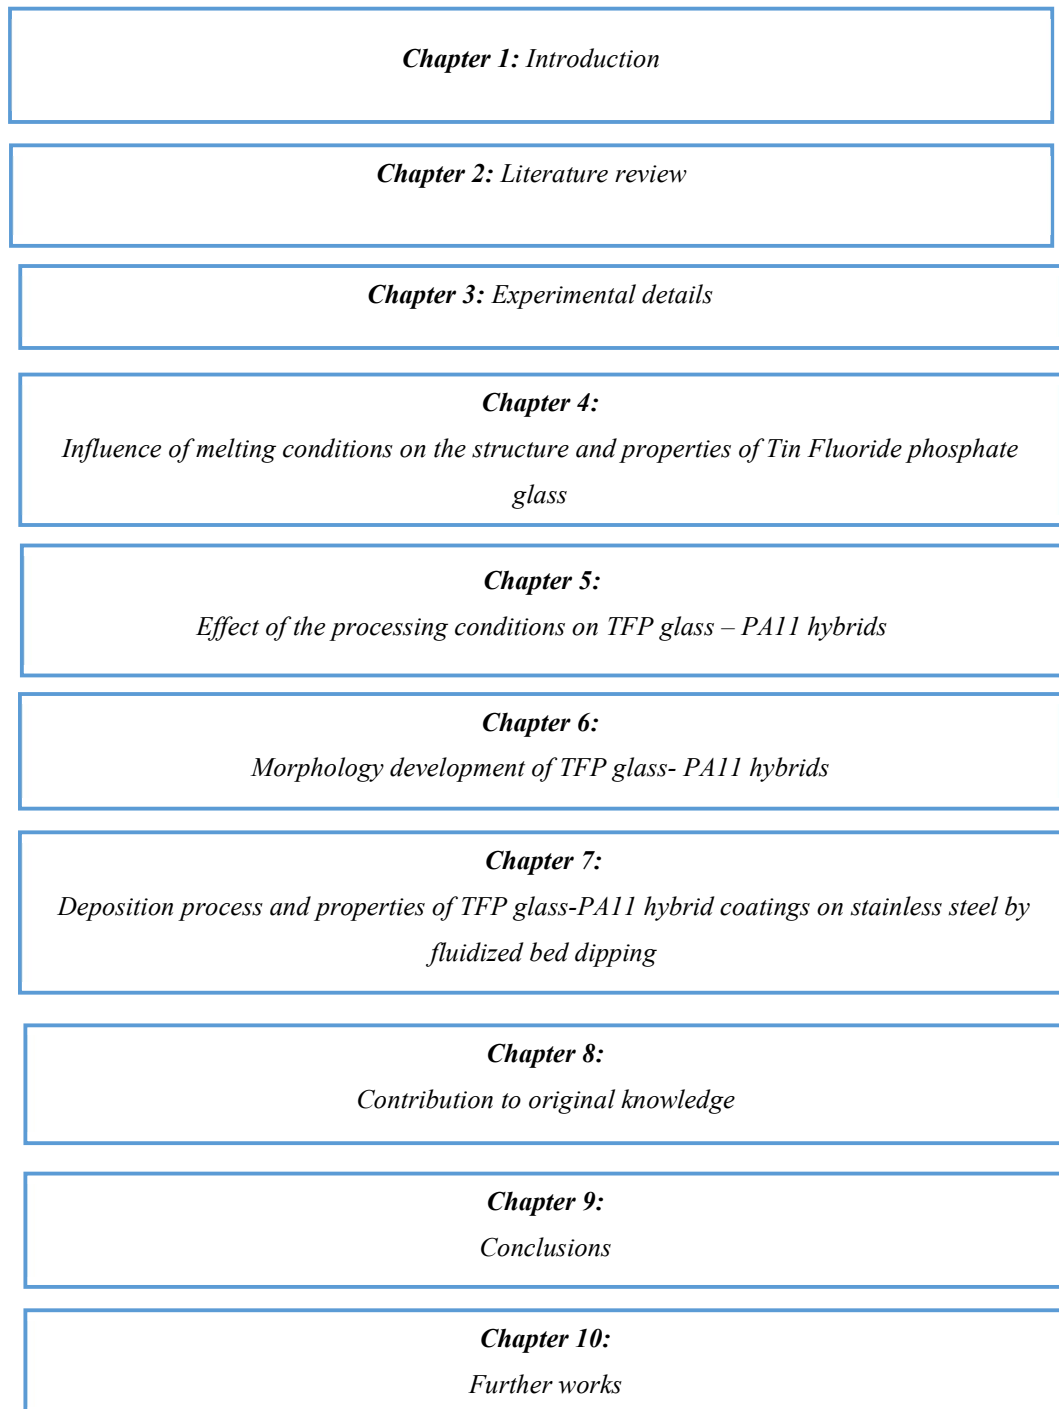 Chapter 1: Introduction
Chapter 2: Literature review
Chapter 3: Experimental details
Chapter 4:
Influence of melting conditions on the structure and properties of Tin Fluoride phosphate
glass
Chapter 5:
Effect of the processing conditions on TFP glass – PA11 hybrids
Chapter 6:
Morphology development of TFP glass- PA11 hybrids
Chapter 7:
Deposition process and properties of TFP glass-PA11 hybrid coatings on stainless steel by
fluidized bed dipping
Chapter 8:
Contribution to original knowledge
Chapter 9:
Conclusions
Chapter 10:
Further works